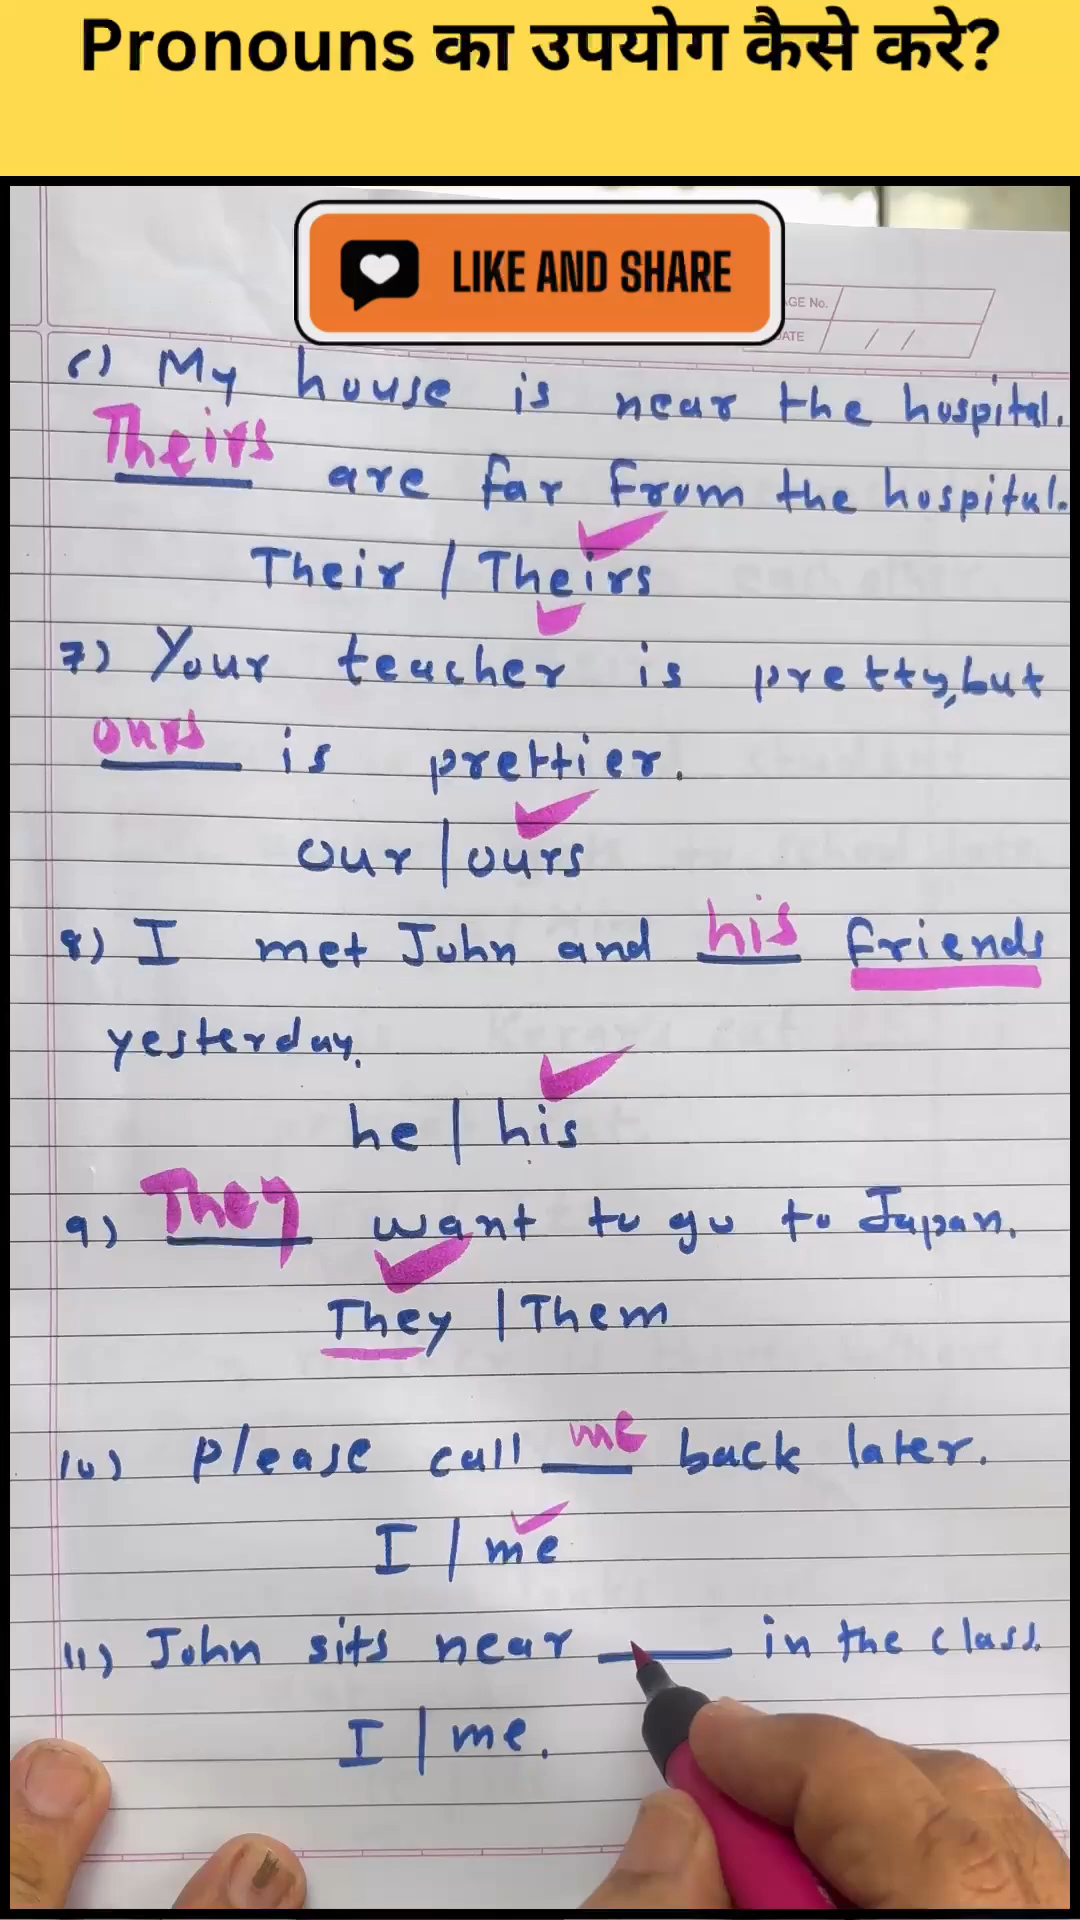 Pronouns का उपयोग कैसे करे?
LIKE AND SHARE
AGE No.
DATE / /
6) My house is near the hospital.
Theirs are far from the hospital.
Their / Theirs
7) Your teacher is pretty, but
ours is prettier.
our / ours
8) I met John and his friends
yesterday.
he / his
9) They want to go to Japan.
They / Them
10) Please call me back later.
I / me
11) John sits near ___ in the class.
I / me.